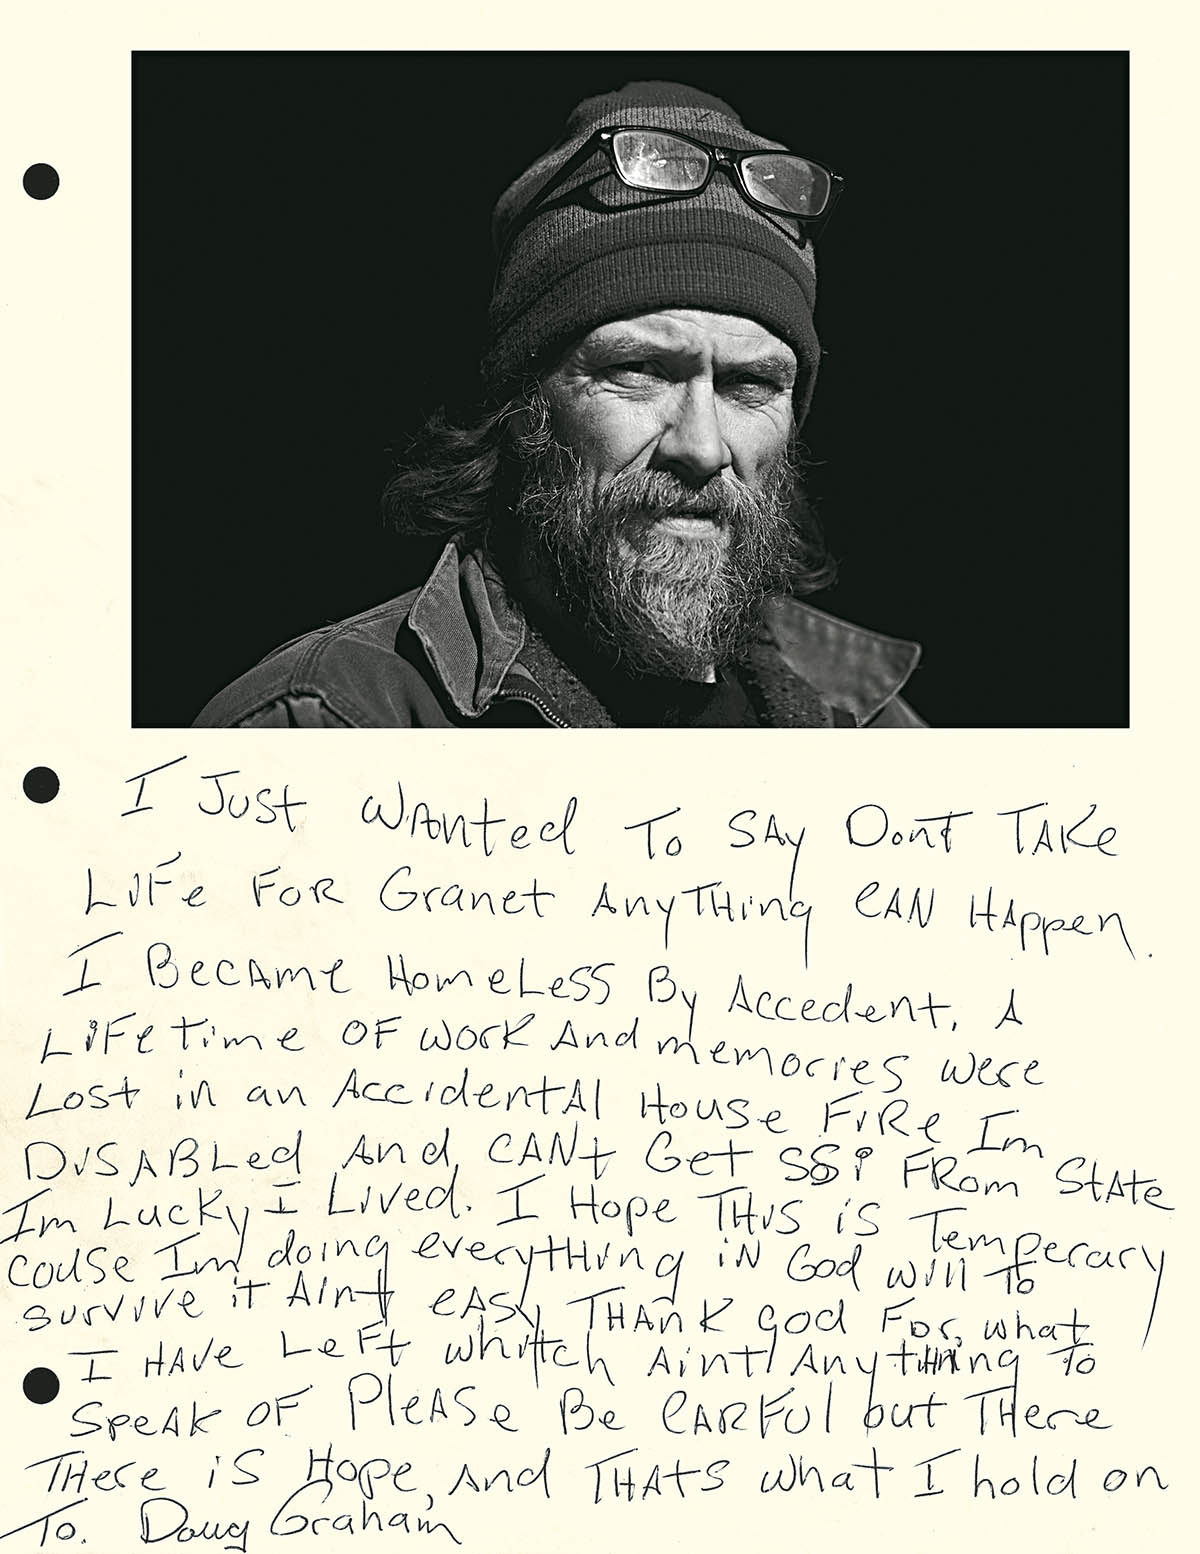 I Just Wanted To SAy Dont TAKe
LIFe FOR Granet AnyTHing CAN HAppen.
I BecAme HomeLess By Accedent. A
LiFetime OF Work And memorres were
Lost in an AccidentAl House FiRe Im
DISABLed And, CANt Get SSi FRom StAte
Im Lucky I Lived. I Hope THIS iS Temperary
couse Im doing everytHing iN God will To
survive it Aint eASy THAnk god For, what
I HAve LeFt whitch Aint AnytHing To
SpeAk OF PleASe Be CARFul but THere
THere iS Hope, And THATS what I hold on
To. Doug Graham